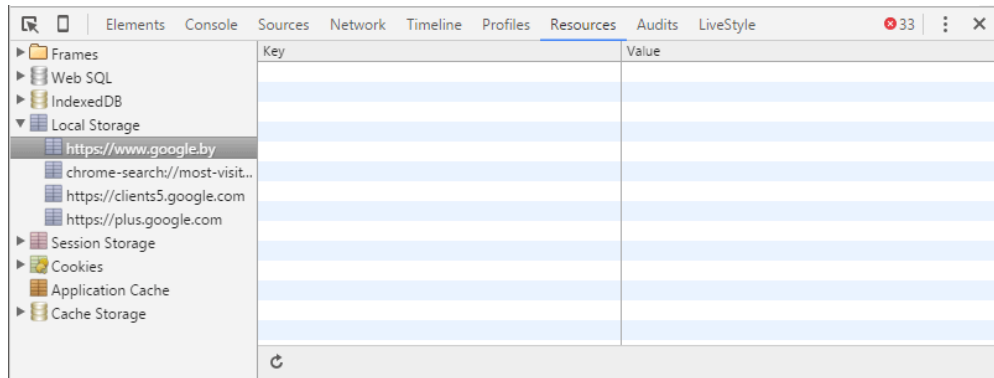 Elements Console Sources Network Timeline Profiles Resources Audits LiveStyle 33
Key Value
Frames
Web SQL
IndexedDB
Local Storage
https://www.google.by
chrome-search://most-visit...
https://clients5.google.com
https://plus.google.com
Session Storage
Cookies
Application Cache
Cache Storage